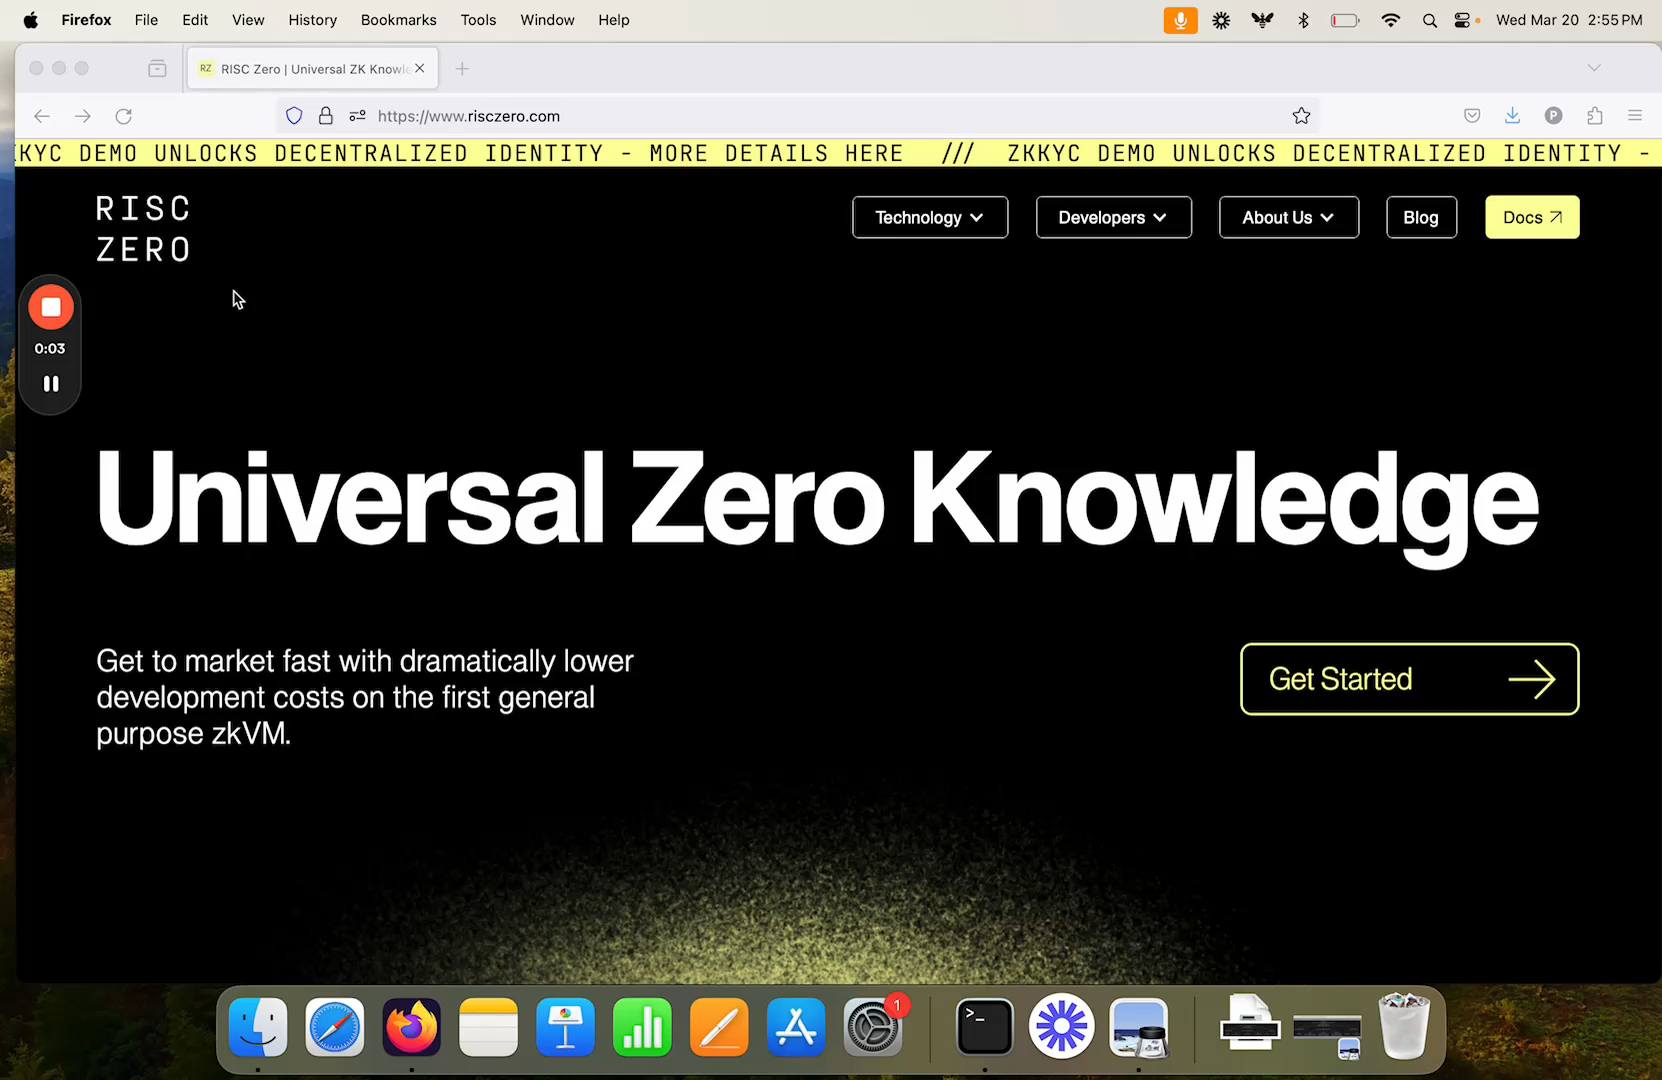 Firefox File Edit View History Bookmarks Tools Window Help Wed Mar 20 2:55 PM
RZ RISC Zero | Universal ZK Knowle
https://www.risczero.com
KYC DEMO UNLOCKS DECENTRALIZED IDENTITY - MORE DETAILS HERE /// ZKKYC DEMO UNLOCKS DECENTRALIZED IDENTITY -
RISC
ZERO
Technology Developers About Us Blog Docs
0:03
Universal Zero Knowledge
Get to market fast with dramatically lower
development costs on the first general
purpose zkVM.
Get Started
1